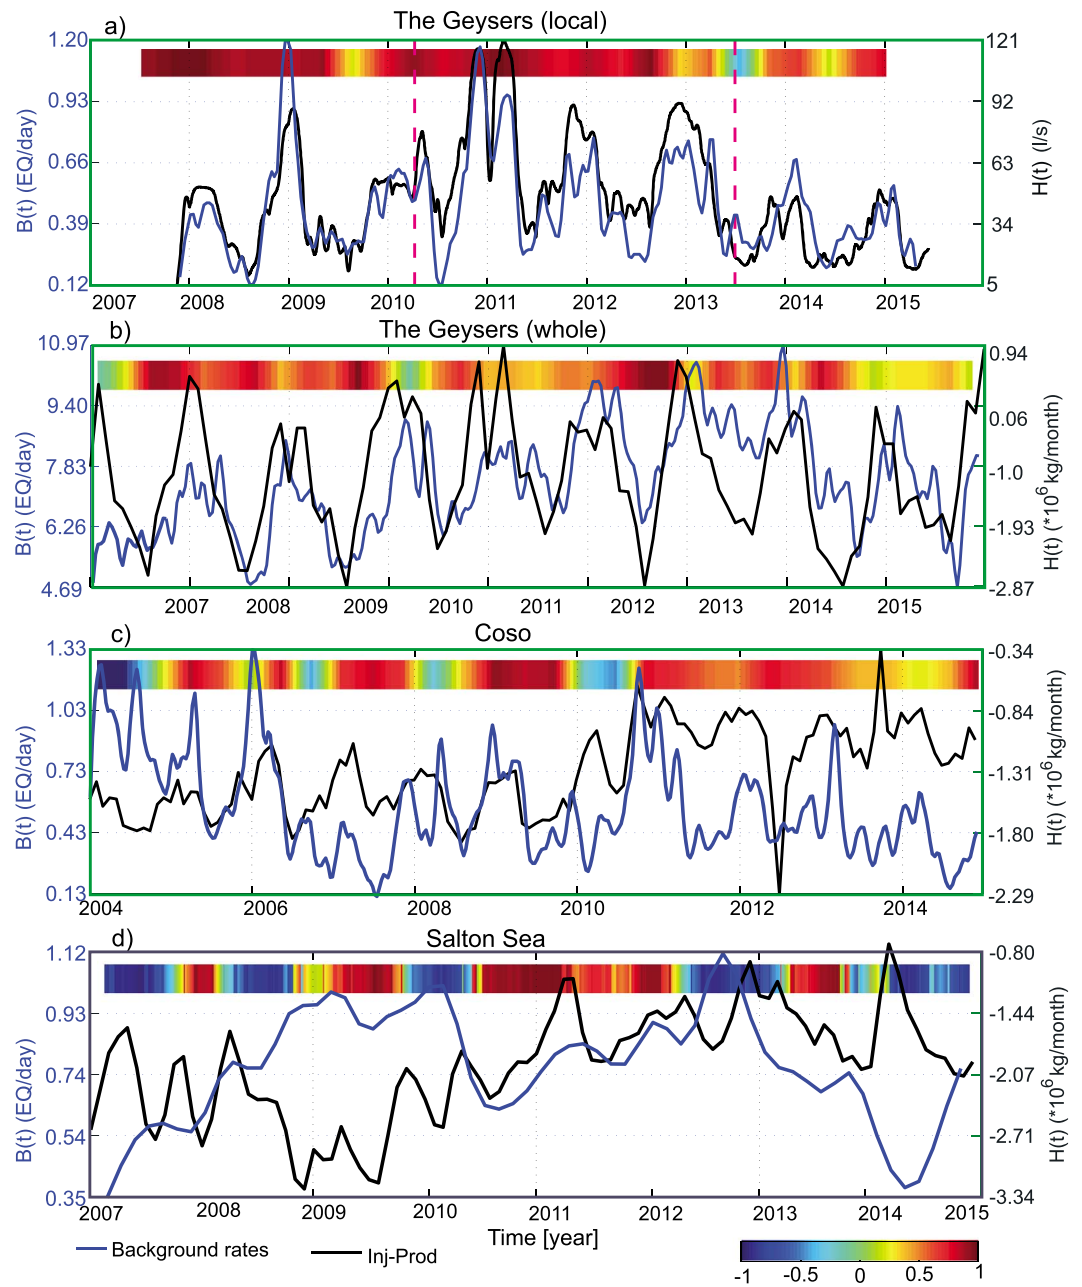 a) The Geysers (local)
1.20 0.93 0.66 0.39 0.12
B(t) (EQ/day)
121 92 63 34 5
H(t) (l/s)
2007 2008 2009 2010 2011 2012 2013 2014 2015
b) The Geysers (whole)
10.97 9.40 7.83 6.26 4.69
B(t) (EQ/day)
0.94 0.06 -1.0 -1.93 -2.87
H(t) (*10^6 kg/month)
2007 2008 2009 2010 2011 2012 2013 2014 2015
c) Coso
1.33 1.03 0.73 0.43 0.13
B(t) (EQ/day)
-0.34 -0.84 -1.31 -1.80 -2.29
H(t) (*10^6 kg/month)
2004 2006 2008 2010 2012 2014
d) Salton Sea
1.12 0.93 0.74 0.54 0.35
B(t) (EQ/day)
-0.80 -1.44 -2.07 -2.71 -3.34
H(t) (*10^6 kg/month)
2007 2008 2009 2010 2011 2012 2013 2014 2015
Time [year]
Background rates Inj-Prod
-1 -0.5 0 0.5 1